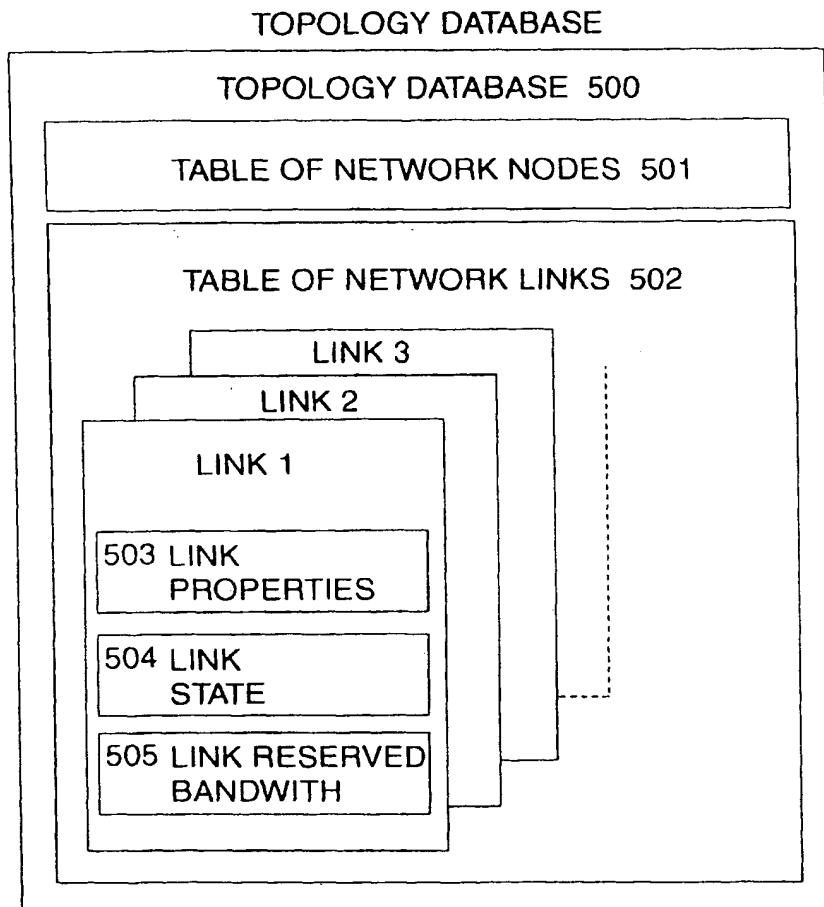 TOPOLOGY DATABASE
TOPOLOGY DATABASE 500
TABLE OF NETWORK NODES 501
TABLE OF NETWORK LINKS 502
LINK 3
LINK 2
LINK 1
503 LINK
PROPERTIES
504 LINK
STATE
505 LINK RESERVED
BANDWITH